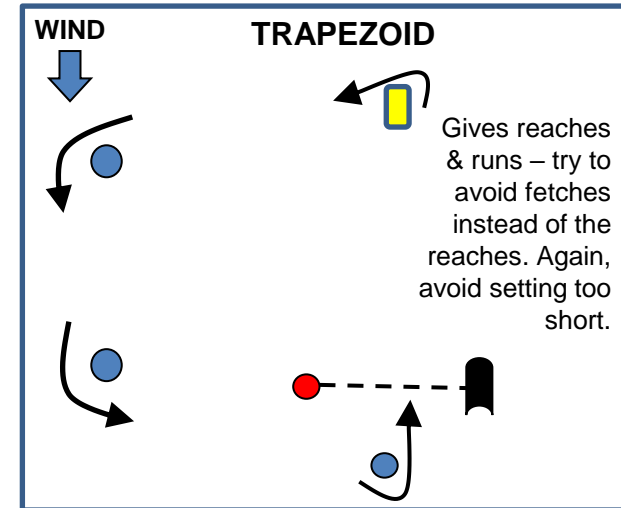 WIND
TRAPEZOID
Gives reaches
& runs – try to
avoid fetches
instead of the
reaches. Again,
avoid setting too
short.